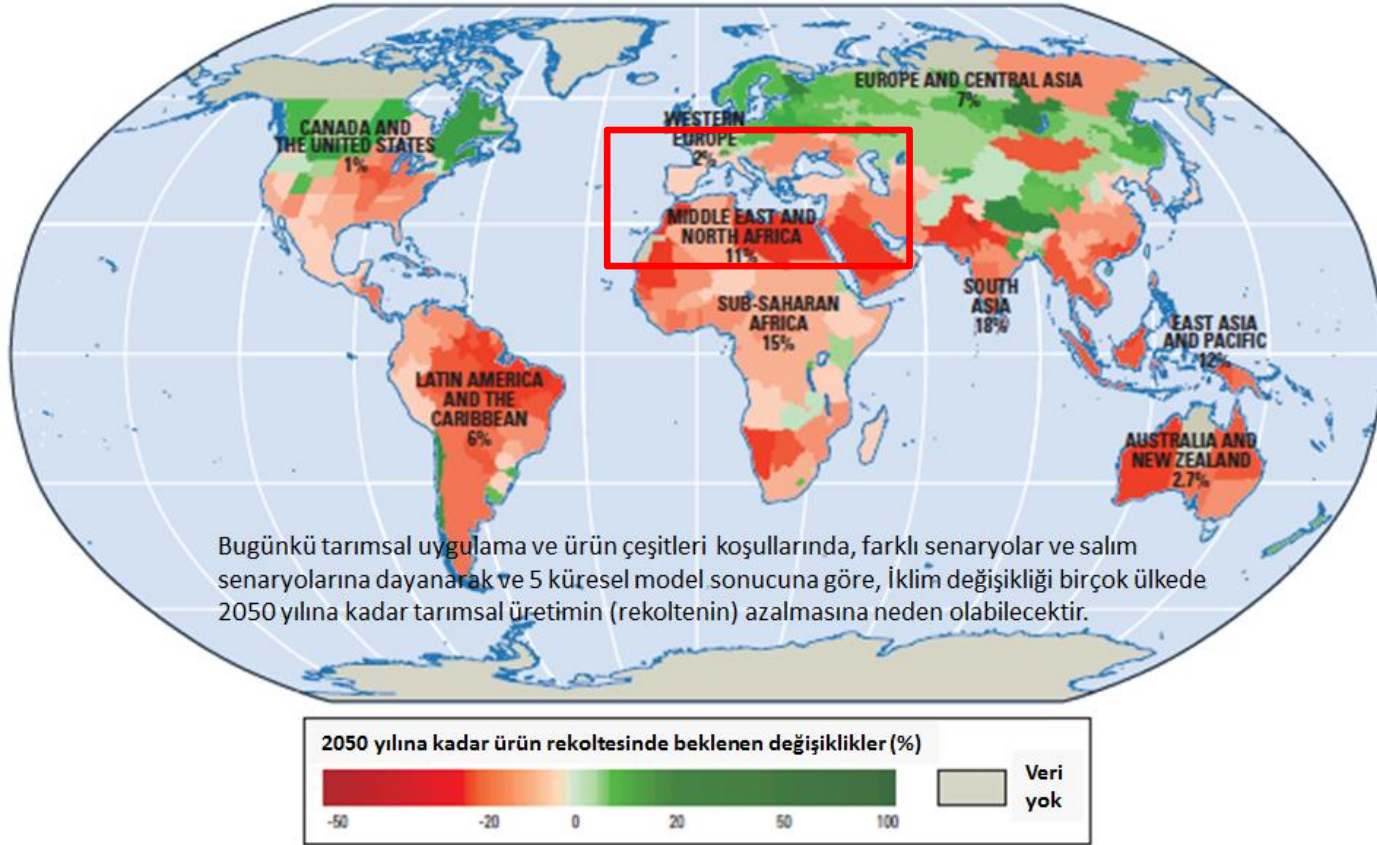 EUROPE AND CENTRAL ASIA
7%
WESTERN
EUROPE
2%
CANADA AND
THE UNITED STATES
1%
MIDDLE EAST AND
NORTH AFRICA
11%
SUB-SAHARAN
AFRICA
15%
SOUTH
ASIA
18%
EAST ASIA
AND PACIFIC
12%
LATIN AMERICA
AND THE
CARIBBEAN
6%
AUSTRALIA AND
NEW ZEALAND
2.7%
Bugünkü tarımsal uygulama ve ürün çeşitleri koşullarında, farklı senaryolar ve salım
senaryolarına dayanarak ve 5 küresel model sonucuna göre, İklim değişikliği birçok ülkede
2050 yılına kadar tarımsal üretimin (rekoltenin) azalmasına neden olabilecektir.
2050 yılına kadar ürün rekoltesinde beklenen değişiklikler (%)
-50 -20 0 20 50 100
Veri
yok